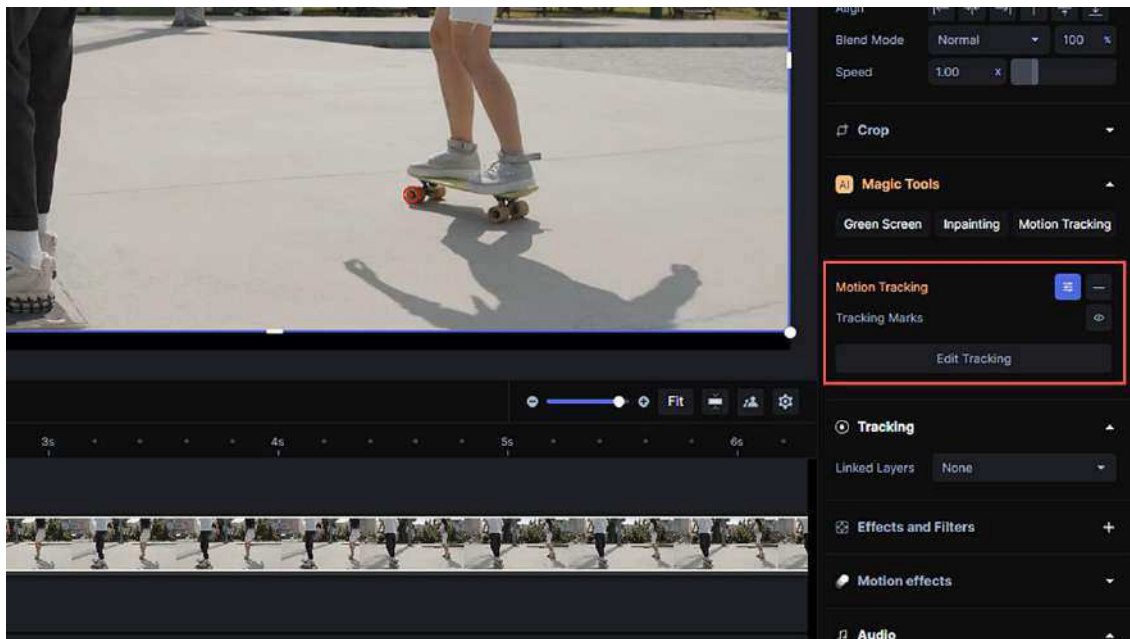 Align
Blend Mode Normal 100 %
Speed 1.00 x
Crop
AI Magic Tools
Green Screen Inpainting Motion Tracking
Motion Tracking
Tracking Marks
Edit Tracking
Fit
3s 4s 5s 6s
Tracking
Linked Layers None
Effects and Filters
Motion effects
Audio